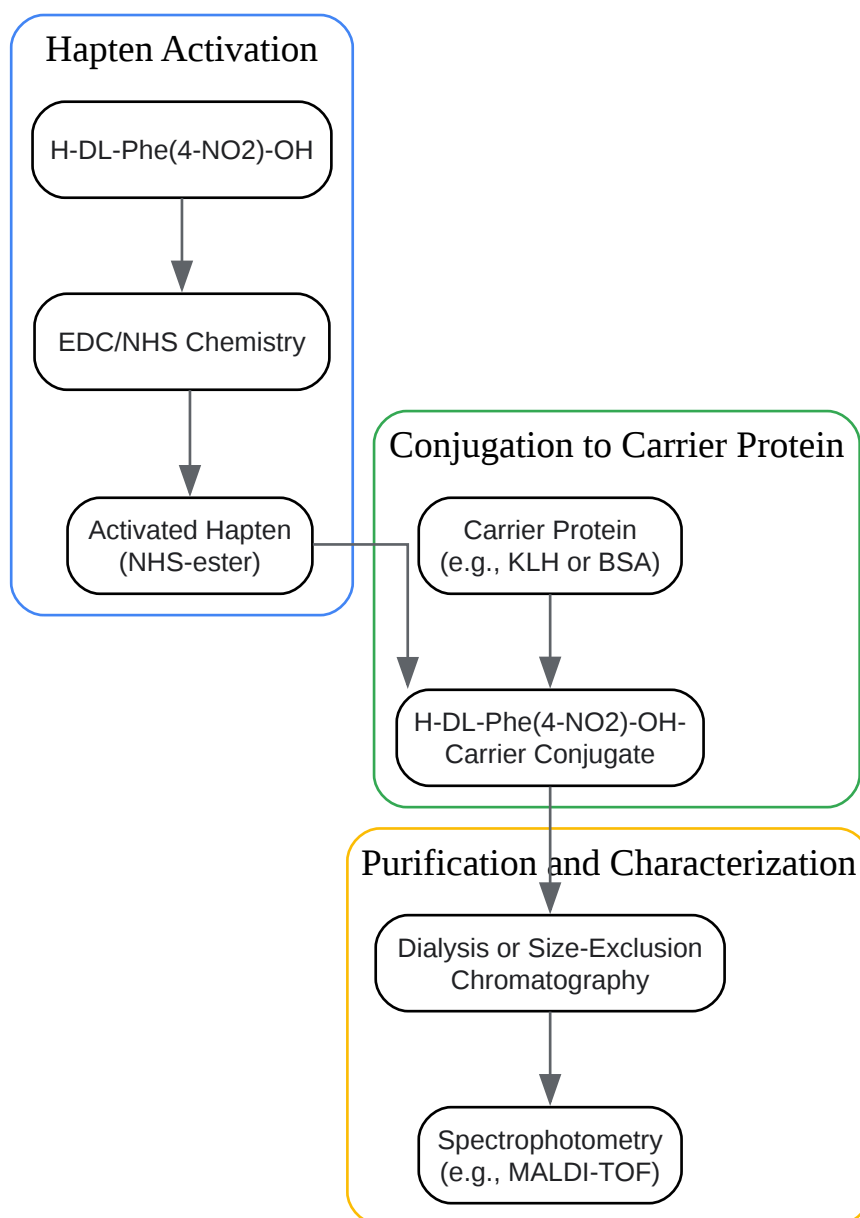 Hapten Activation
H-DL-Phe(4-NO2)-OH
EDC/NHS Chemistry
Activated Hapten
(NHS-ester)
Conjugation to Carrier Protein
Carrier Protein
(e.g., KLH or BSA)
H-DL-Phe(4-NO2)-OH-
Carrier Conjugate
Purification and Characterization
Dialysis or Size-Exclusion
Chromatography
Spectrophotometry
(e.g., MALDI-TOF)